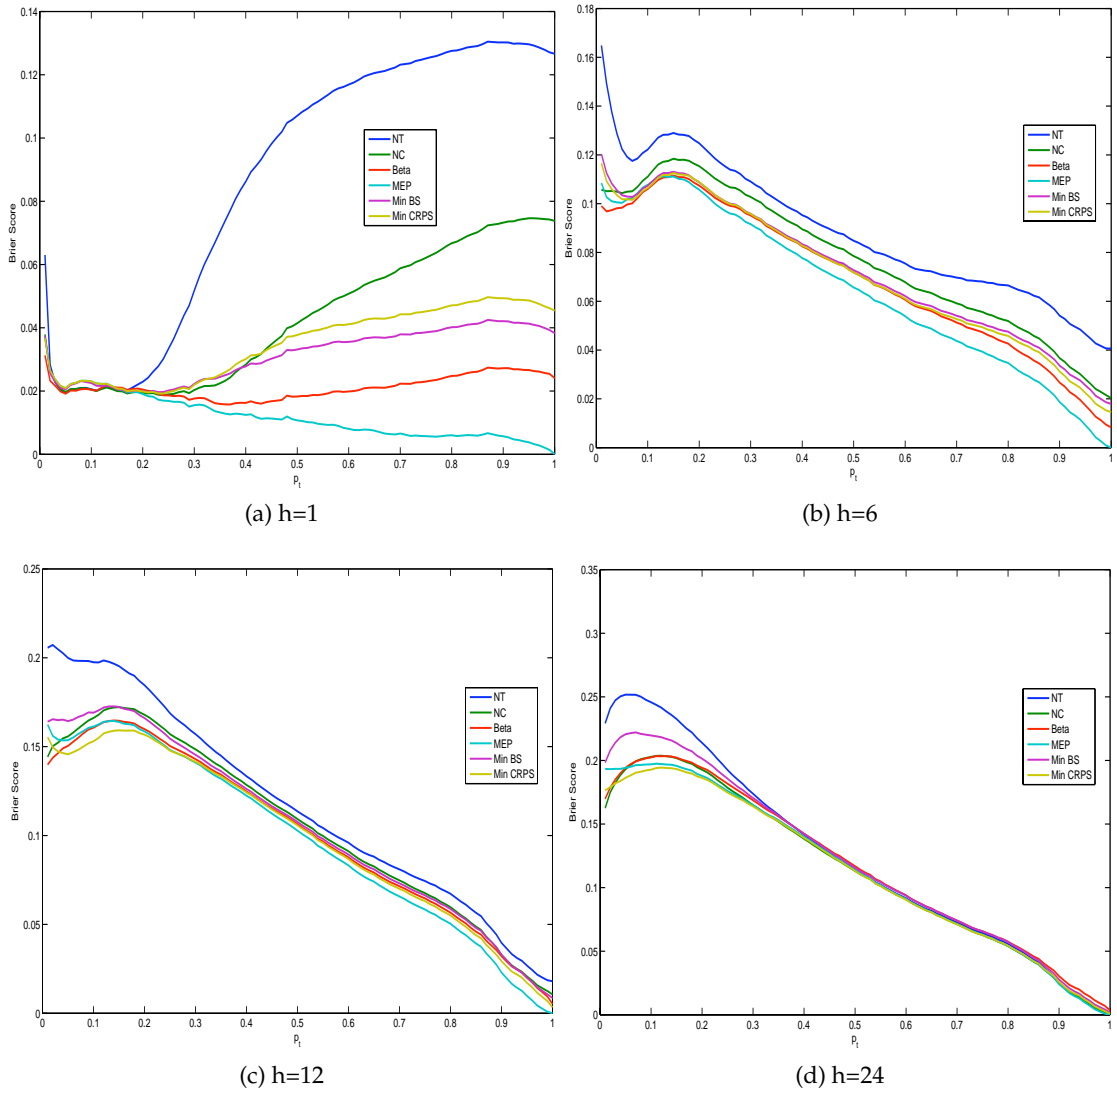 0.14
0.12
0.1
0.08
0.06
0.04
0.02
0
Brier Score
NT
NC
Beta
MEP
Min BS
Min CRPS
0 0.1 0.2 0.3 0.4 0.5 0.6 0.7 0.8 0.9 1
p_t
(a) h=1
0.18
0.16
0.14
0.12
0.1
0.08
0.06
0.04
0.02
0
Brier Score
NT
NC
Beta
MEP
Min BS
Min CRPS
0 0.1 0.2 0.3 0.4 0.5 0.6 0.7 0.8 0.9 1
p_t
(b) h=6
0.25
0.2
0.15
0.1
0.05
0
Brier Score
NT
NC
Beta
MEP
Min BS
Min CRPS
0 0.1 0.2 0.3 0.4 0.5 0.6 0.7 0.8 0.9 1
p_t
(c) h=12
0.35
0.3
0.25
0.2
0.15
0.1
0.05
0
Brier Score
NT
NC
Beta
MEP
Min BS
Min CRPS
0 0.1 0.2 0.3 0.4 0.5 0.6 0.7 0.8 0.9 1
p_t
(d) h=24